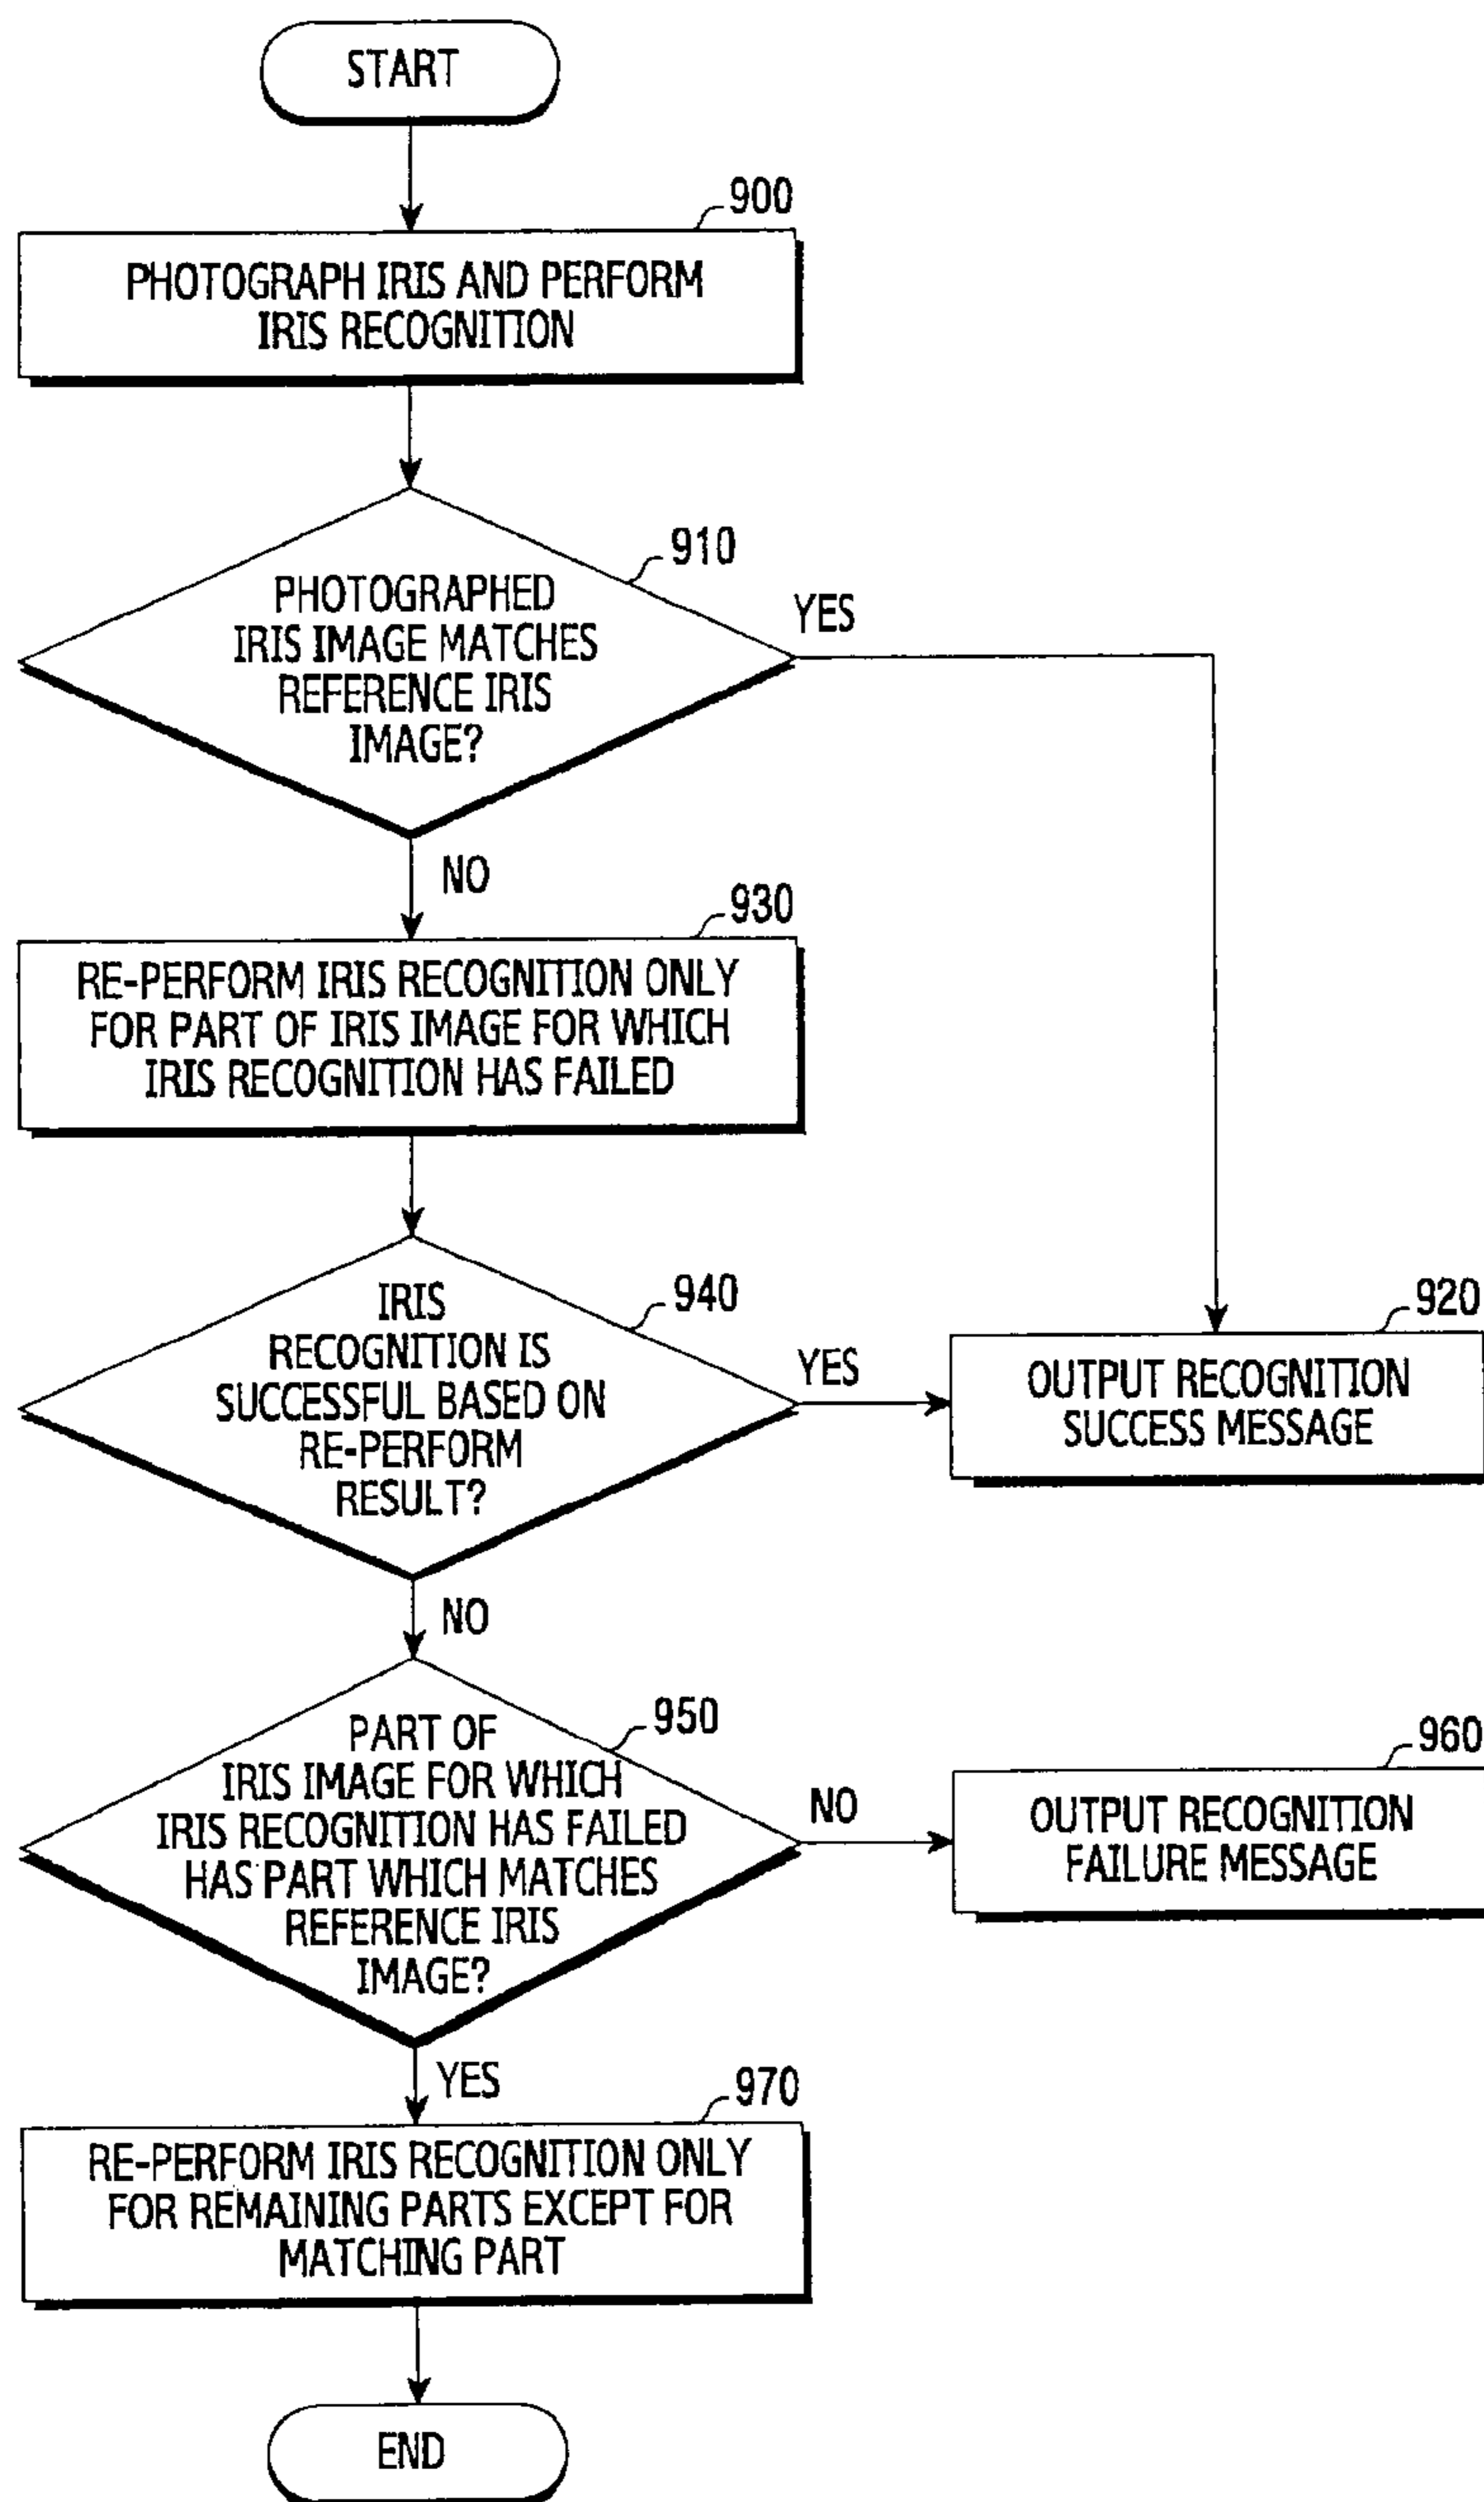 START
900
PHOTOGRAPH IRIS AND PERFORM
IRIS RECOGNITION
910
PHOTOGRAPHED
IRIS IMAGE MATCHES
REFERENCE IRIS
IMAGE?
YES
NO
930
RE-PERFORM IRIS RECOGNITION ONLY
FOR PART OF IRIS IMAGE FOR WHICH
IRIS RECOGNITION HAS FAILED
940
IRIS
RECOGNITION IS
SUCCESSFUL BASED ON
RE-PERFORM
RESULT?
YES
920
OUTPUT RECOGNITION
SUCCESS MESSAGE
NO
950
PART OF
IRIS IMAGE FOR WHICH
IRIS RECOGNITION HAS FAILED
HAS PART WHICH MATCHES
REFERENCE IRIS
IMAGE?
NO
960
OUTPUT RECOGNITION
FAILURE MESSAGE
YES
970
RE-PERFORM IRIS RECOGNITION ONLY
FOR REMAINING PARTS EXCEPT FOR
MATCHING PART
END